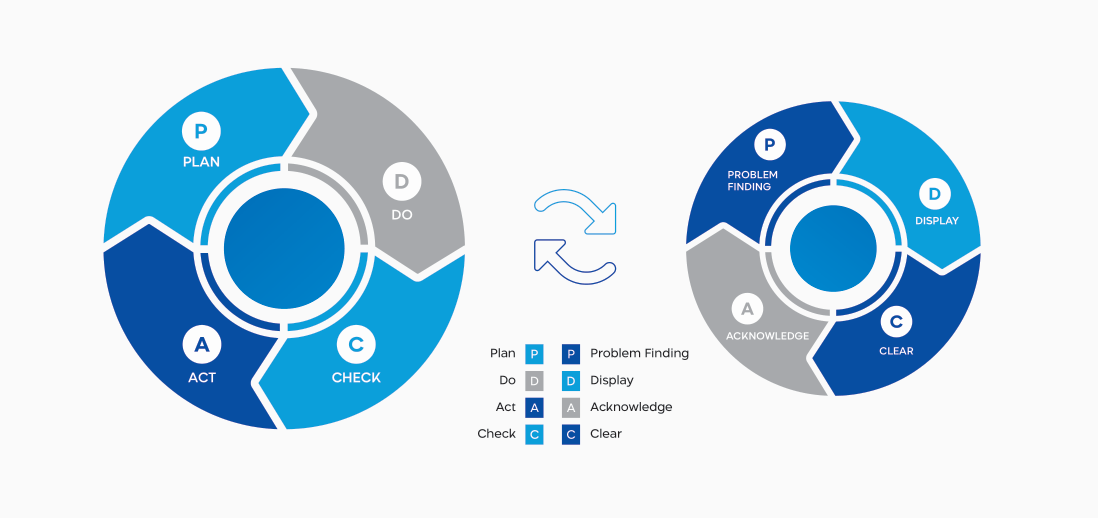 P
PLAN
D
DO
A
ACT
C
CHECK
P
PROBLEM
FINDING
D
DISPLAY
A
ACKNOWLEDGE
C
CLEAR
Plan P P Problem Finding
Do D D Display
Act A A Acknowledge
Check C C Clear